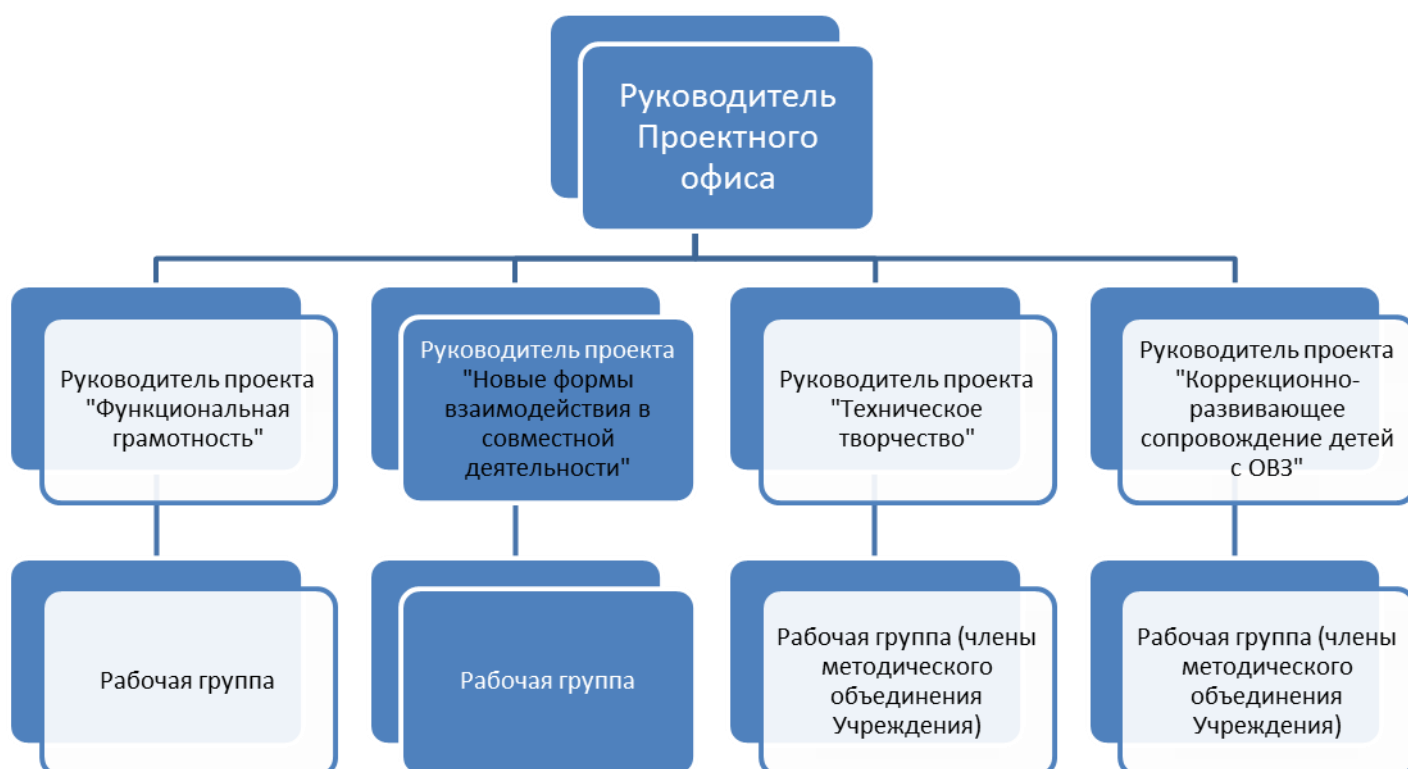 Руководитель
Проектного
офиса
Руководитель проекта
"Функциональная
грамотность"
Руководитель проекта
"Новые формы
взаимодействия в
совместной
деятельности"
Руководитель проекта
"Техническое
творчество"
Руководитель проекта
"Коррекционно-
развивающее
сопровождение детей
с ОВЗ"
Рабочая группа
Рабочая группа
Рабочая группа (члены
методического
объединения
Учреждения)
Рабочая группа (члены
методического
объединения
Учреждения)